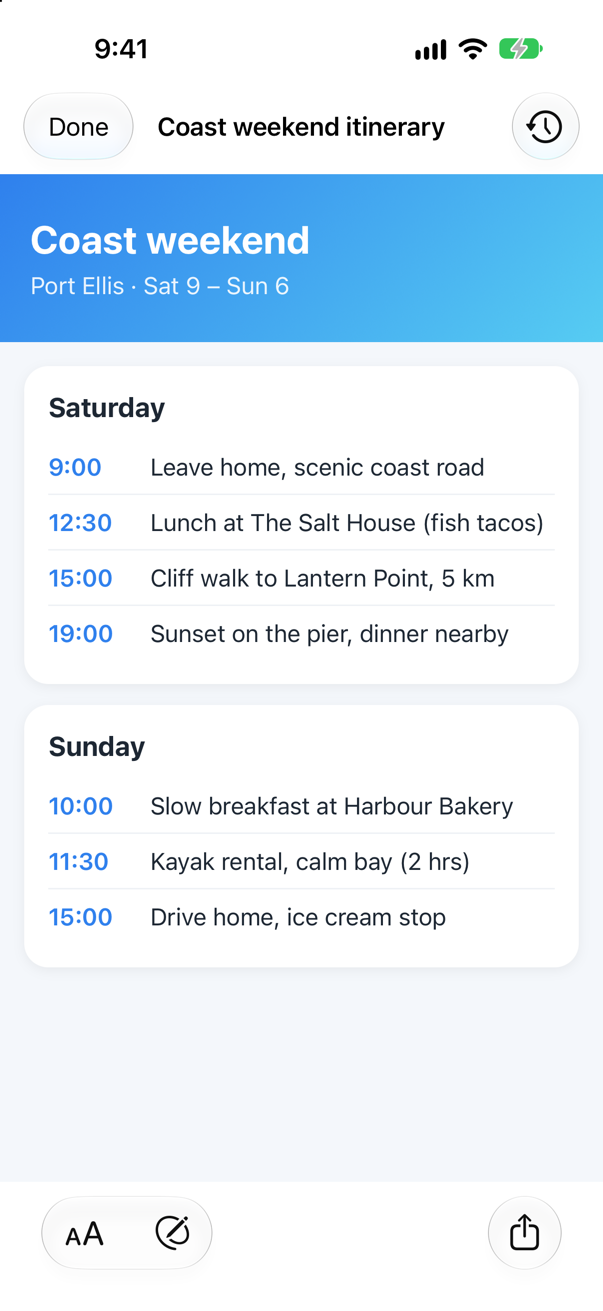 9:41
Done
Coast weekend itinerary
Coast weekend
Port Ellis · Sat 9 – Sun 6
Saturday
9:00 Leave home, scenic coast road
12:30 Lunch at The Salt House (fish tacos)
15:00 Cliff walk to Lantern Point, 5 km
19:00 Sunset on the pier, dinner nearby
Sunday
10:00 Slow breakfast at Harbour Bakery
11:30 Kayak rental, calm bay (2 hrs)
15:00 Drive home, ice cream stop
AA